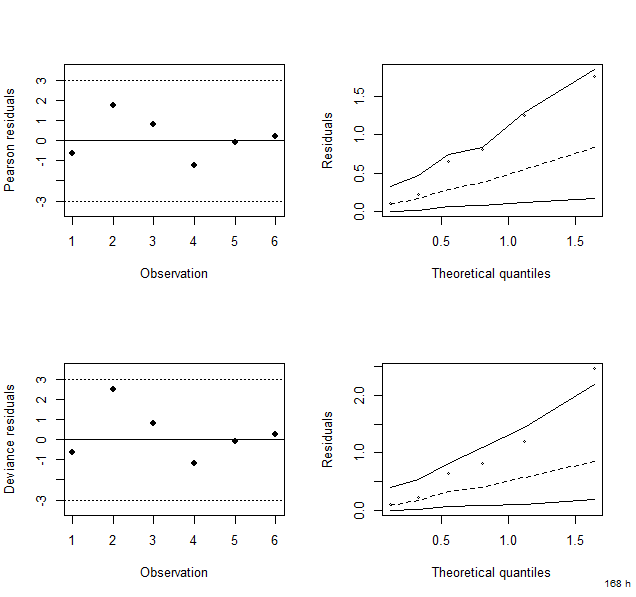 Pearson residuals
3
2
1
0
-1
-3
1 2 3 4 5 6
Observation
Residuals
1.5
1.0
0.5
0.0
0.5 1.0 1.5
Theoretical quantiles
Deviance residuals
3
2
1
0
-1
-3
1 2 3 4 5 6
Observation
Residuals
2.0
1.0
0.0
0.5 1.0 1.5
Theoretical quantiles
168 h